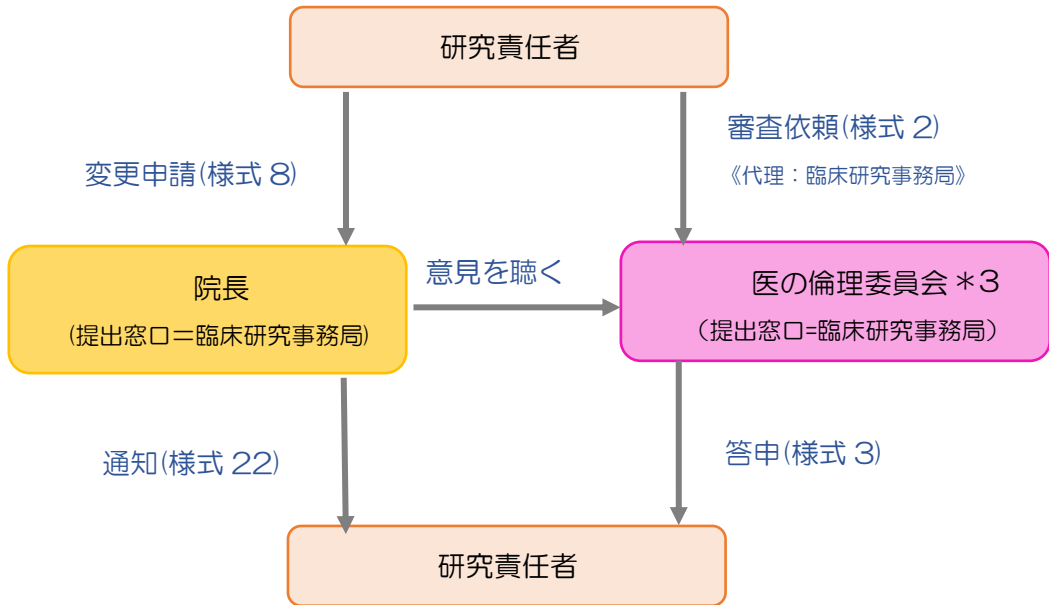 研究責任者
変更申請(様式 8)
審査依頼(様式 2)
《代理：臨床研究事務局》
院長
(提出窓口＝臨床研究事務局)
意見を聴く
医の倫理委員会＊3
（提出窓口=臨床研究事務局）
通知(様式 22)
答申(様式 3)
研究責任者